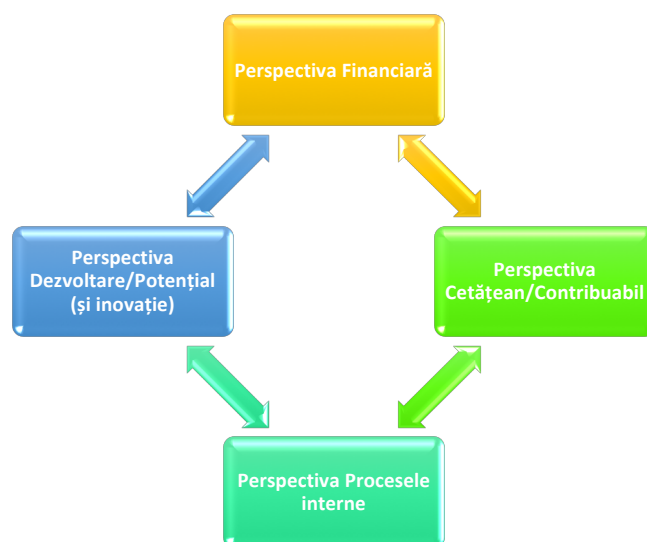 Perspectiva Financiară
Perspectiva
Dezvoltare/Potențial
(și inovație)
Perspectiva
Cetățean/Contribuabil
Perspectiva Procesele
interne